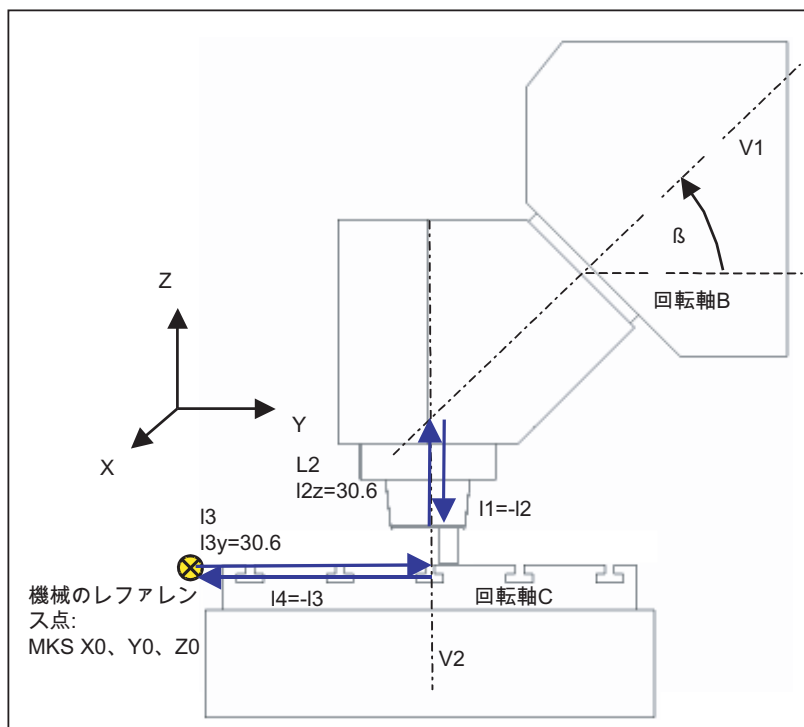 V1
ß
回転軸B
Z
Y
X
L2
l2z=30.6
l1=-l2
l3
l3y=30.6
機械のレファレン
ス点:
MKS X0、Y0、Z0
l4=-l3
回転軸C
V2